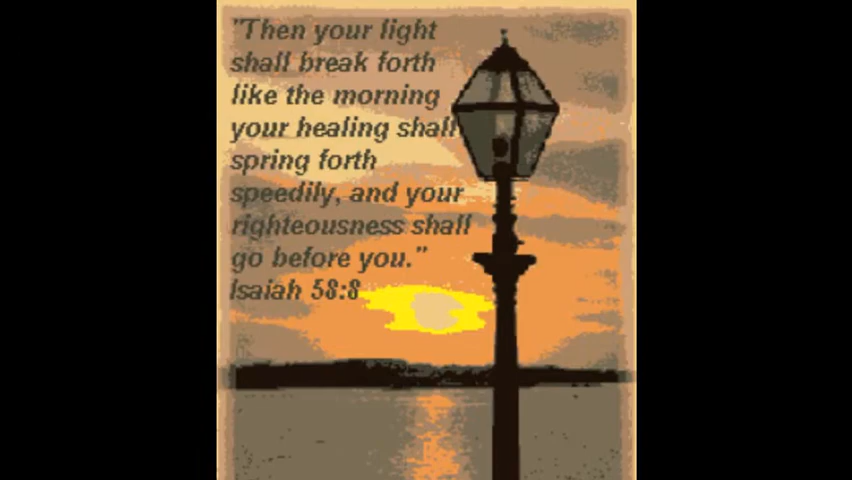 "Then your light
shall break forth
like the morning
your healing shall
spring forth
speedily, and your
righteousness shall
go before you."
Isaiah 58:8